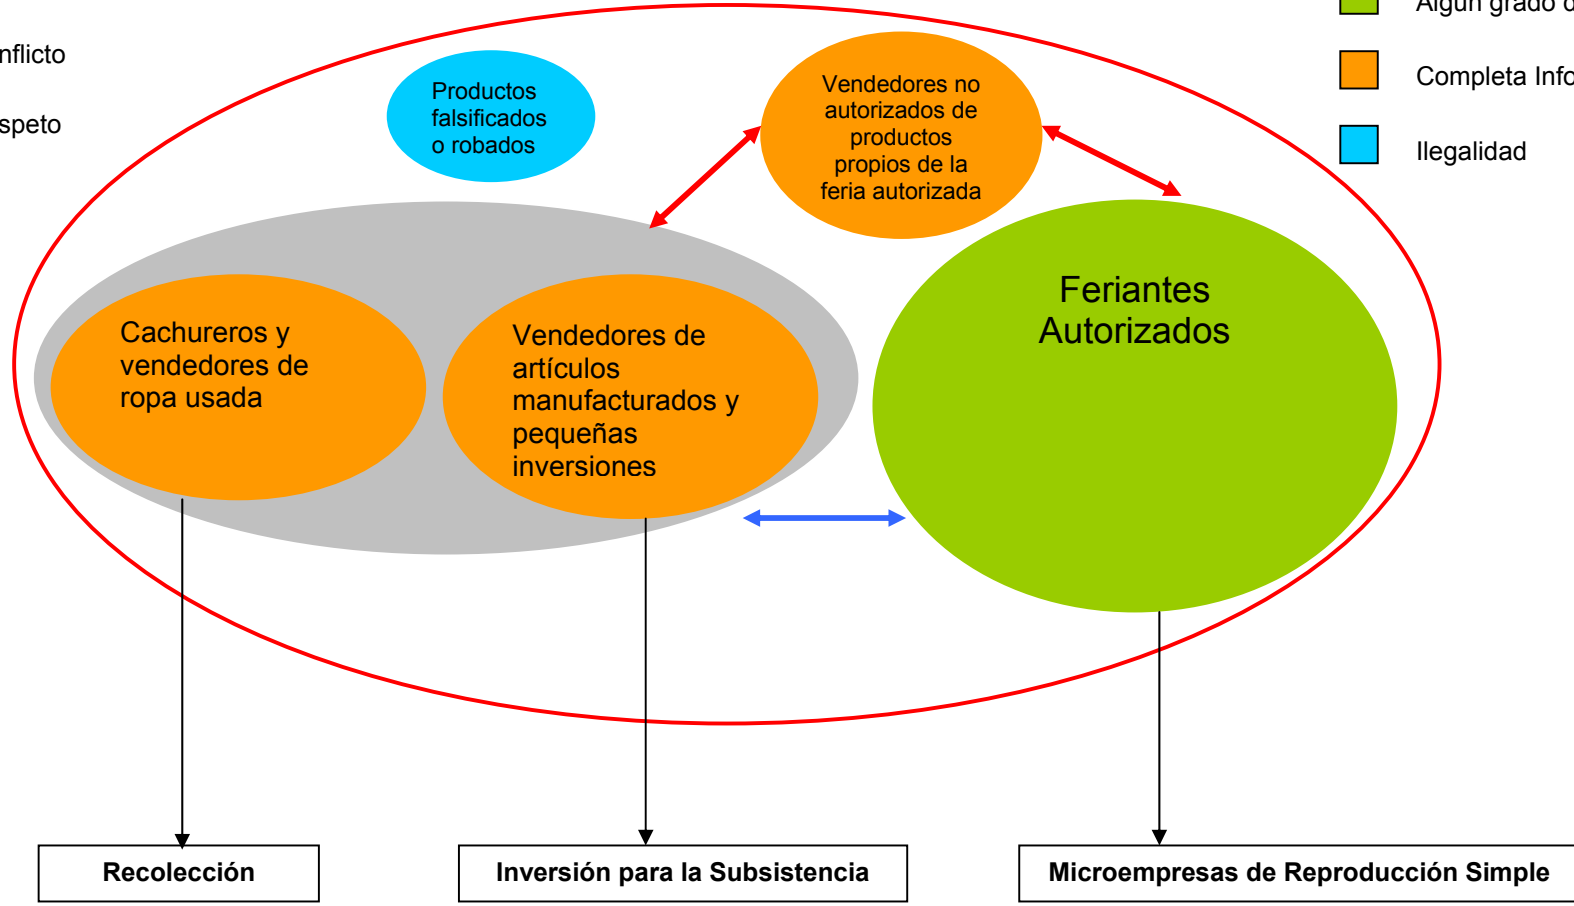 Algún grado d
nflicto
Completa Info
speto
Ilegalidad
Productos
falsificados
o robados
Vendedores no
autorizados de
productos
propios de la
feria autorizada
Cachureros y
vendedores de
ropa usada
Vendedores de
artículos
manufacturados y
pequeñas
inversiones
Feriantes
Autorizados
Recolección
Inversión para la Subsistencia
Microempresas de Reproducción Simple